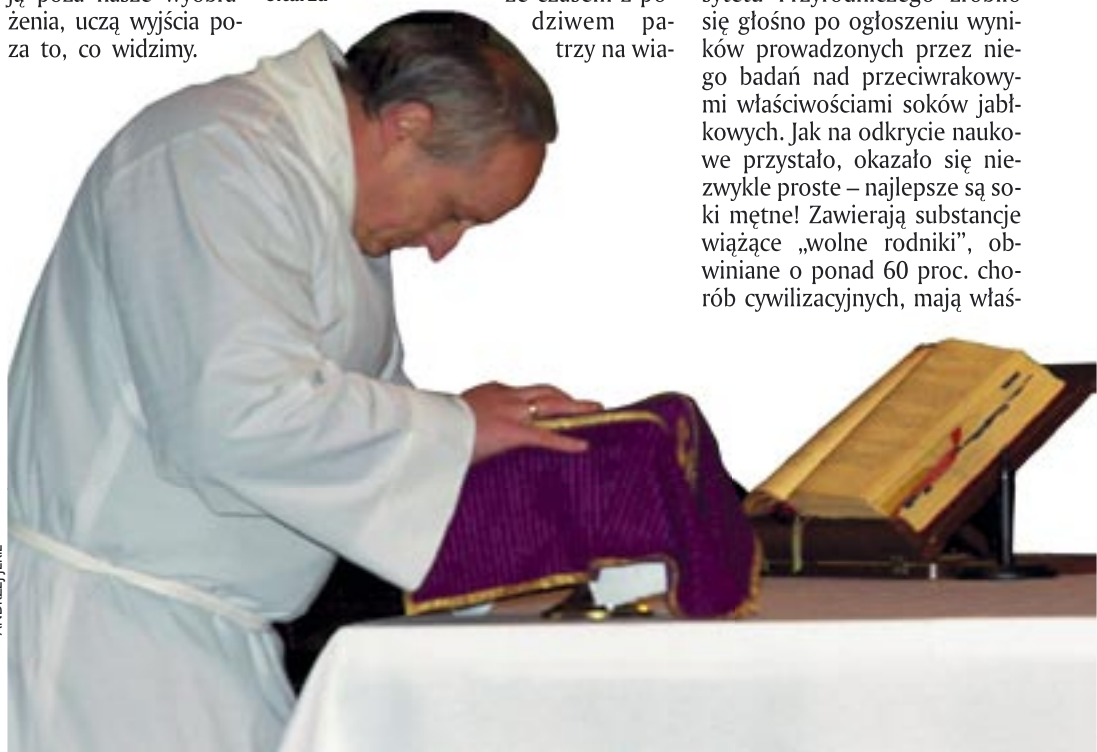 żenia, uczą wyjścia po-
za to, co widzimy.
dziwem pa-
trzy na wia-
się głośno po ogłoszeniu wyni-
ków prowadzonych przez nie-
go badań nad przeciwrakowy-
mi właściwościami soków jabł-
kowych. Jak na odkrycie nauko-
we przystało, okazało się nie-
zwykle proste – najlepsze są so-
ki mętne! Zawierają substancje
wiążące „wolne rodniki”, ob-
winiane o ponad 60 proc. cho-
rób cywilizacyjnych, mają właś-